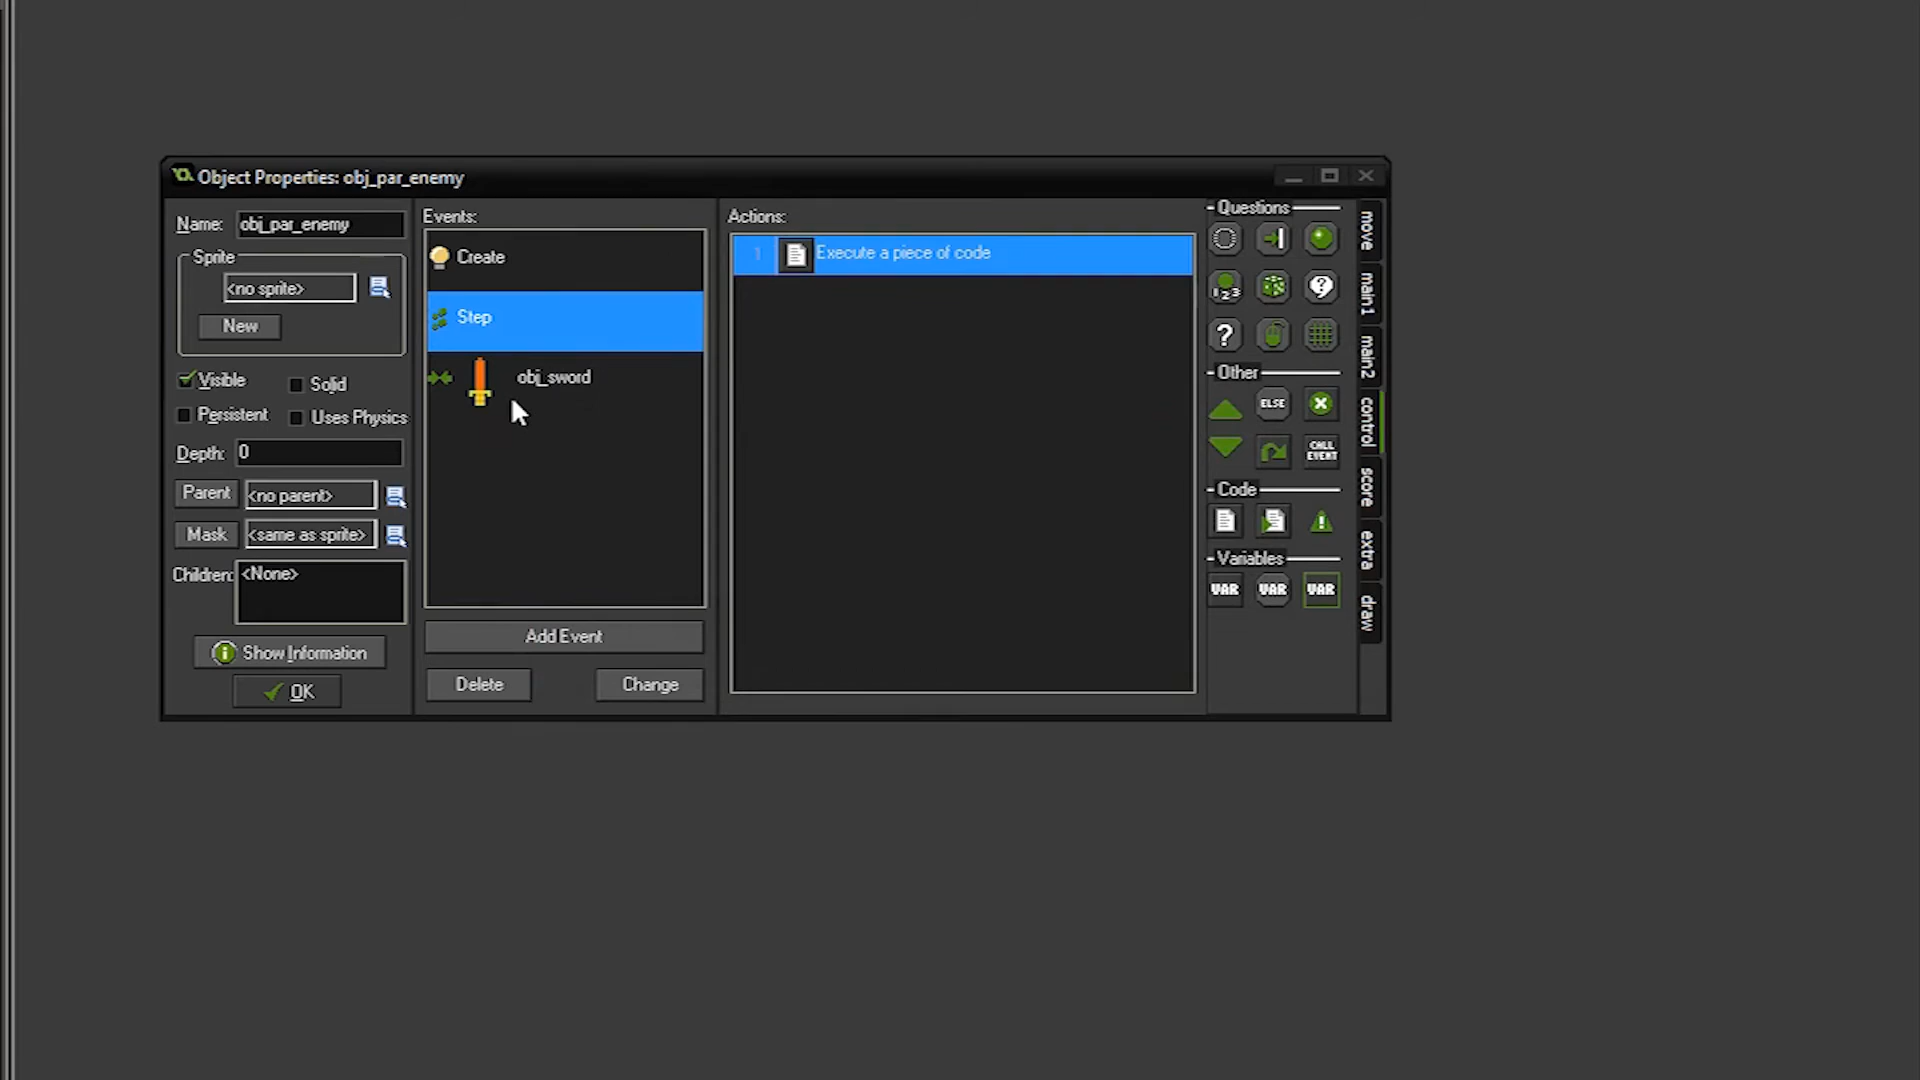 Object Properties: obj_par_enemy
Name: obj_par_enemy
Sprite
<no sprite>
New
Visible
Solid
Persistent
Uses Physics
Depth: 0
Parent <no parent>
Mask <same as sprite>
Children: <None>
Show Information
OK
Events:
Create
Step
obj_sword
Add Event
Delete
Change
Actions:
1 Execute a piece of code
Questions
1 2 3
?
?
Other
ELSE
CALL EVENT
Code
Variables
VAR VAR VAR
move
main1
main2
control
score
extra
draw